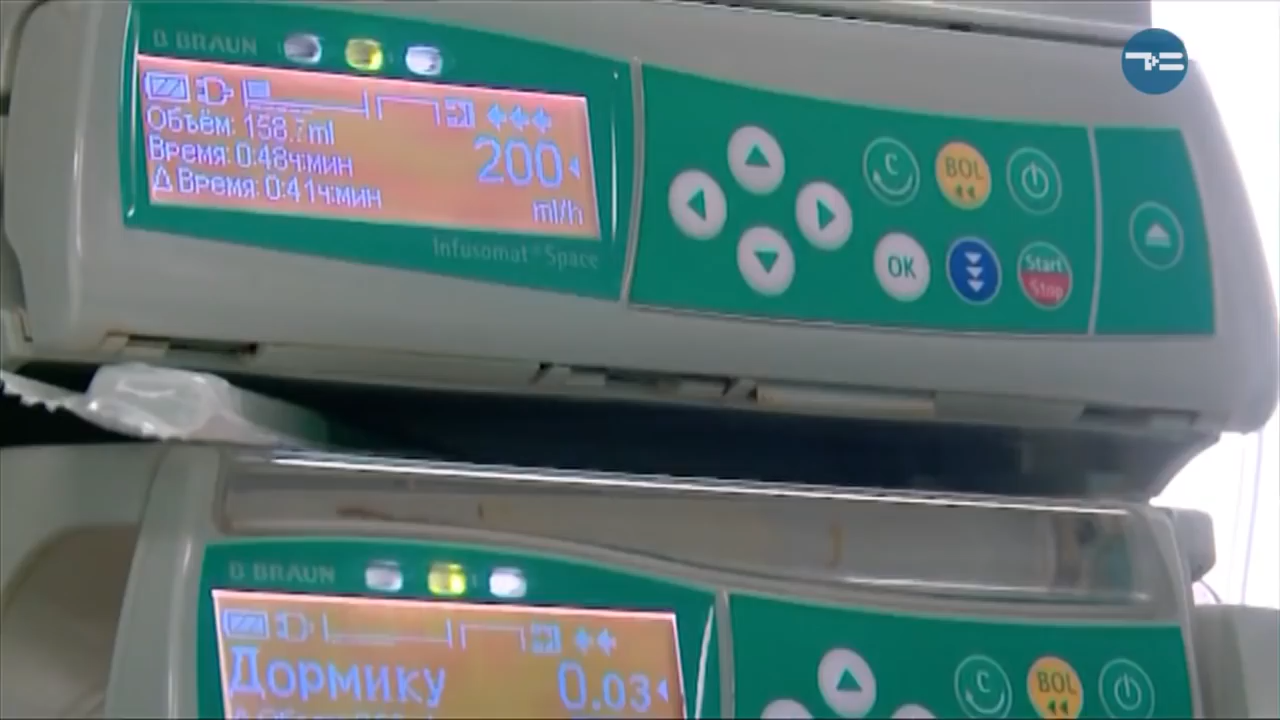 B BRAUN
Объём: 158.7ml
Время: 0:48ч:мин
Δ Время: 0:41ч:мин
200
ml/h
Infusomat® Space
C
BOL
OK
Start
Stop
B BRAUN
Дормику
0.03
C
BOL